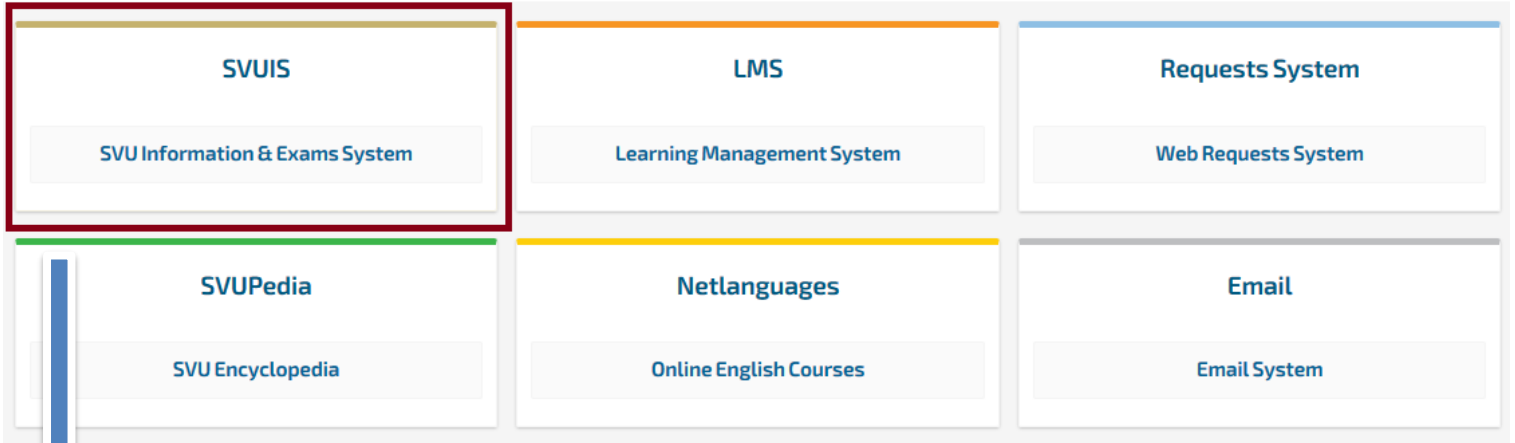 SVUIS
SVU Information & Exams System
LMS
Learning Management System
Requests System
Web Requests System
SVUPedia
SVU Encyclopedia
Netlanguages
Online English Courses
Email
Email System